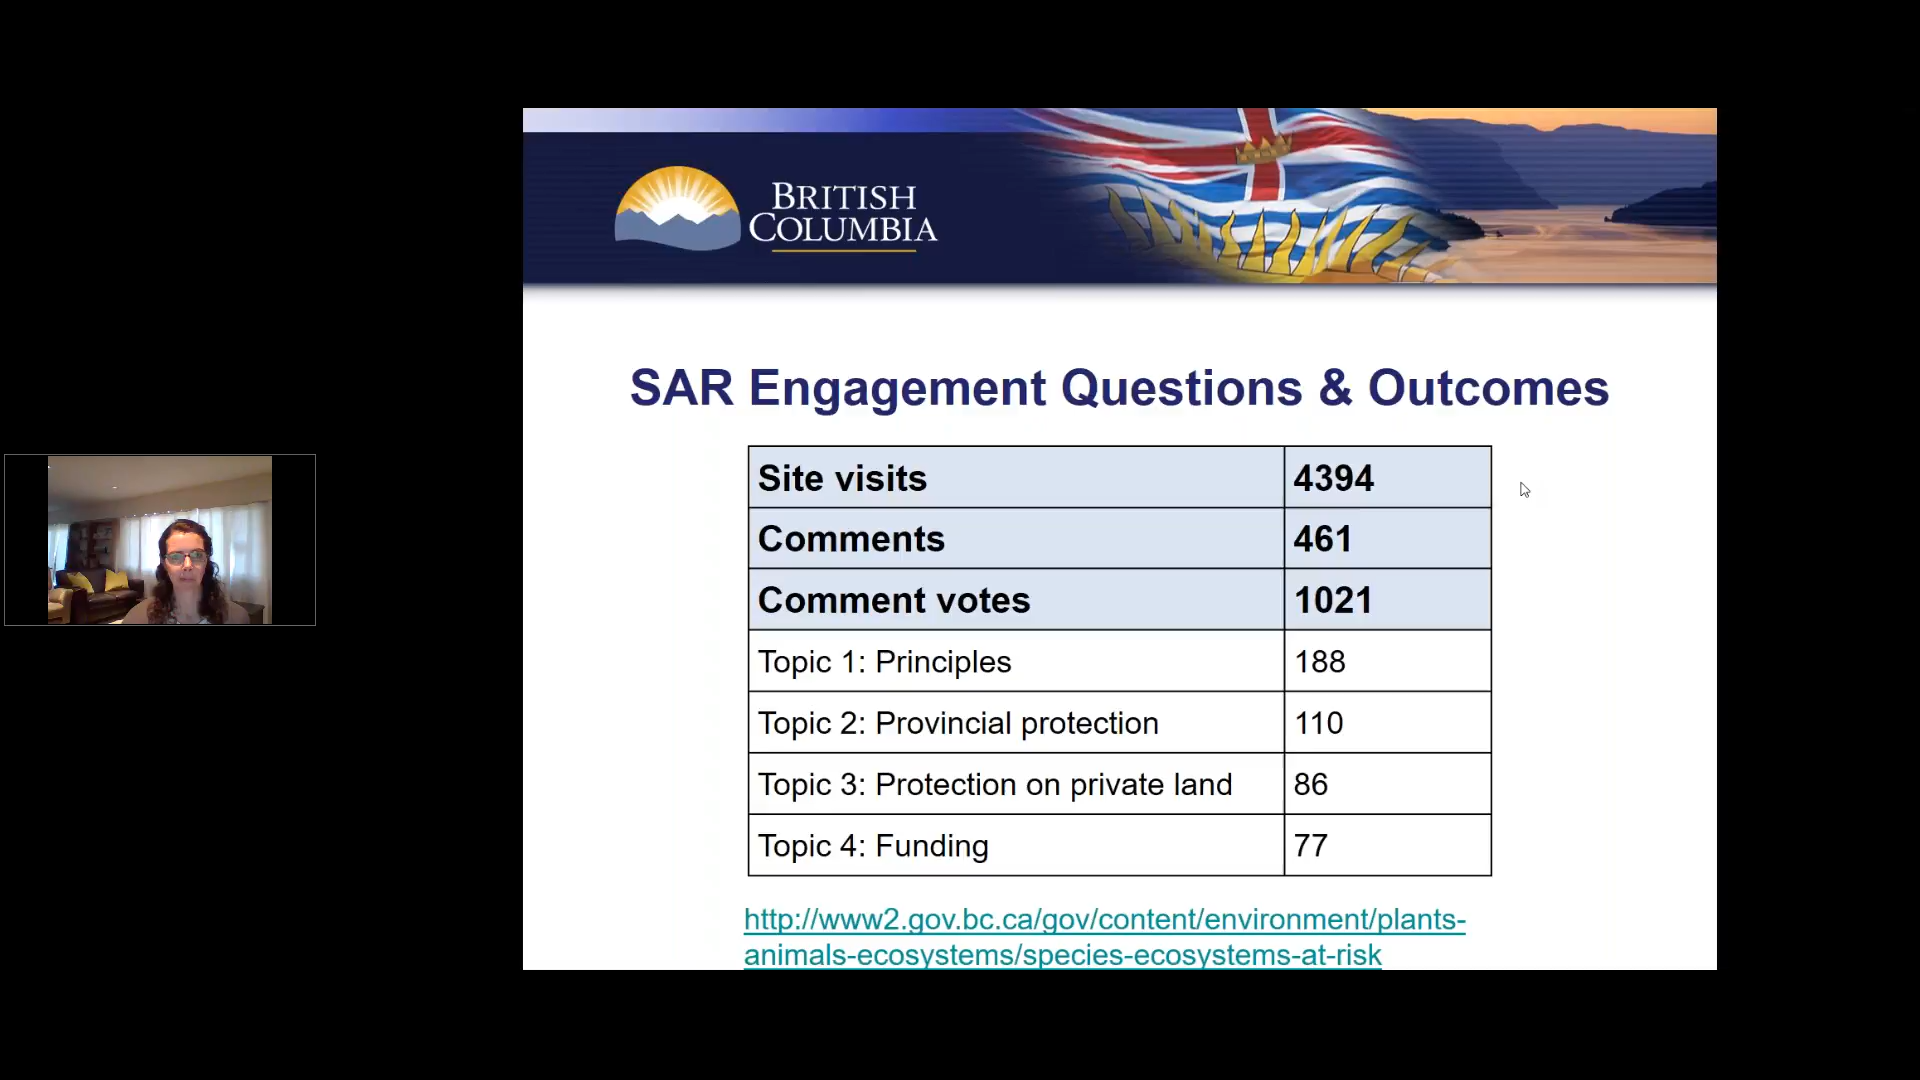 BRITISH
COLUMBIA
SAR Engagement Questions & Outcomes
Site visits 4394
Comments 461
Comment votes 1021
Topic 1: Principles 188
Topic 2: Provincial protection 110
Topic 3: Protection on private land 86
Topic 4: Funding 77
http://www2.gov.bc.ca/gov/content/environment/plants-
animals-ecosystems/species-ecosystems-at-risk